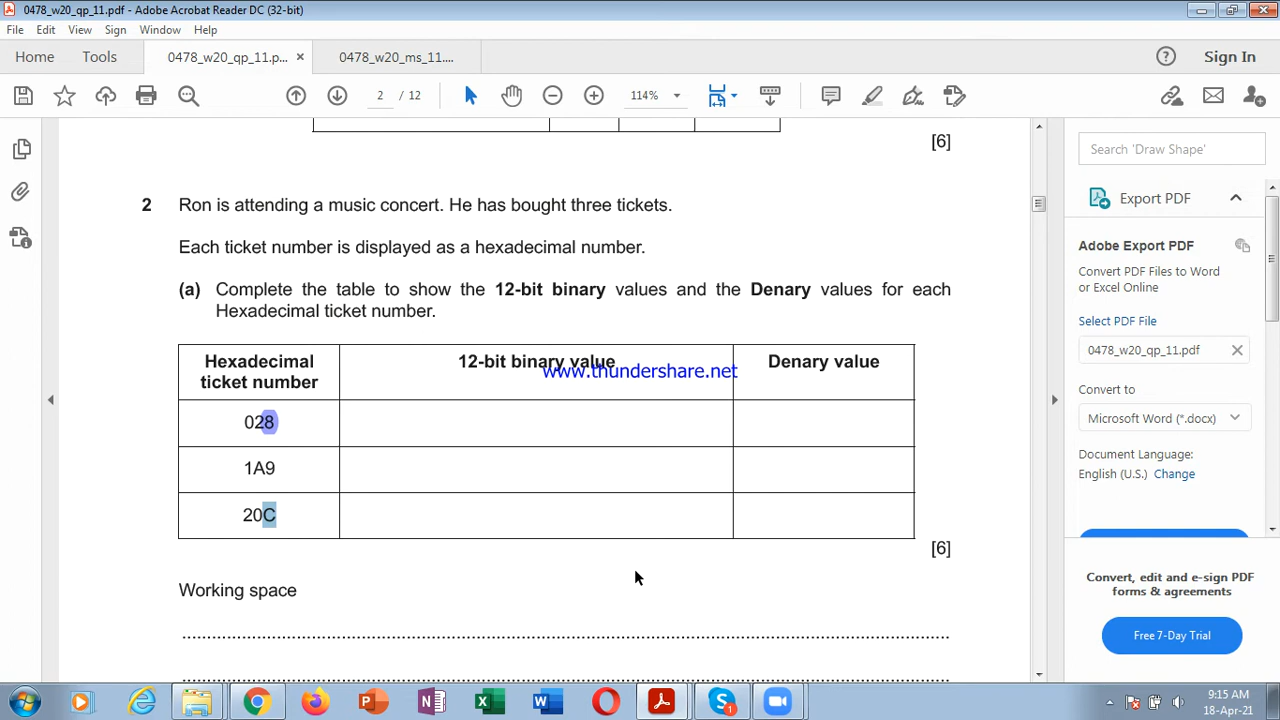 0478_w20_qp_11.pdf - Adobe Acrobat Reader DC (32-bit)
File Edit View Sign Window Help
Home Tools 0478_w20_qp_11.p... × 0478_w20_ms_11.... Sign In
2 / 12 114%
[6]
2 Ron is attending a music concert. He has bought three tickets.
Each ticket number is displayed as a hexadecimal number.
(a) Complete the table to show the 12-bit binary values and the Denary values for each
Hexadecimal ticket number.
Hexadecimal 12-bit binary value Denary value
ticket number
www.thundershare.net
028
1A9
20C
[6]
Working space
Search 'Draw Shape'
Export PDF
Adobe Export PDF
Convert PDF Files to Word
or Excel Online
Select PDF File
0478_w20_qp_11.pdf
Convert to
Microsoft Word (*.docx)
Document Language:
English (U.S.) Change
Convert, edit and e-sign PDF
forms & agreements
Free 7-Day Trial
9:15 AM
18-Apr-21